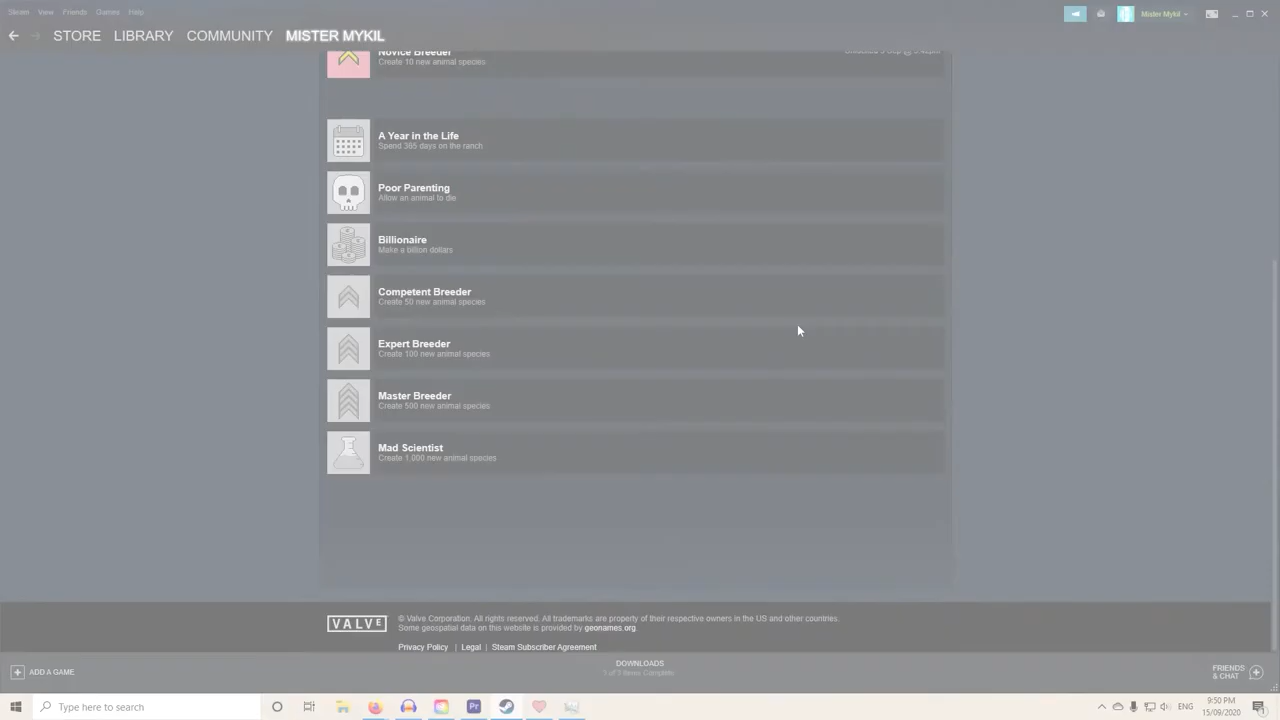 Steam View Friends Games Help
Mister Mykil
STORE LIBRARY COMMUNITY MISTER MYKIL
Novice Breeder
Create 10 new animal species
A Year in the Life
Spend 365 days on the ranch
Poor Parenting
Allow an animal to die
Billionaire
Make a billion dollars
Competent Breeder
Create 50 new animal species
Expert Breeder
Create 100 new animal species
Master Breeder
Create 500 new animal species
Mad Scientist
Create 1,000 new animal species
VALVE
© Valve Corporation. All rights reserved. All trademarks are property of their respective owners in the US and other countries.
Some geospatial data on this website is provided by geonames.org.
Privacy Policy | Legal | Steam Subscriber Agreement
ADD A GAME
DOWNLOADS
1 of 1 Items Complete
FRIENDS
& CHAT
Type here to search
Pr
ENG
9:50 PM
15/09/2020